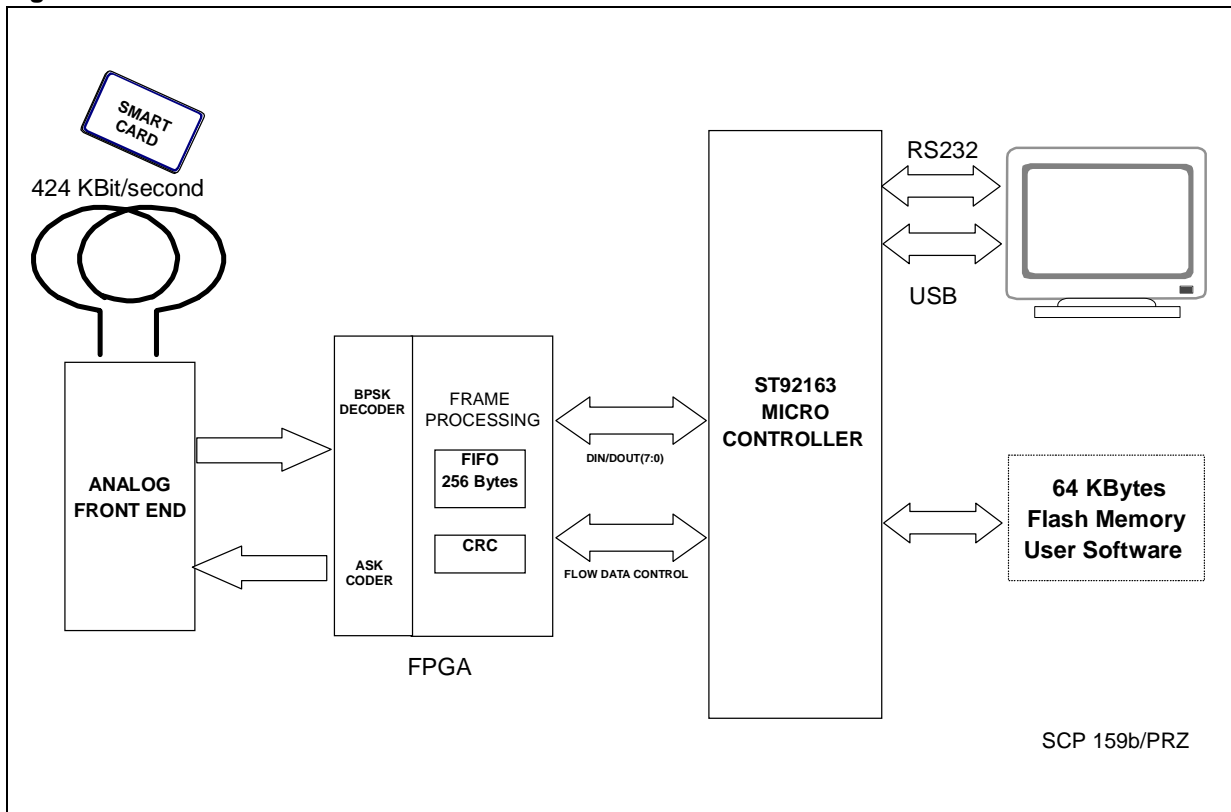 SMART
CARD
424 KBit/second
RS232
USB
BPSK
DECODER
FRAME
PROCESSING
FIFO
256 Bytes
CRC
ASK
CODER
FPGA
ANALOG
FRONT END
DIN/DOUT(7:0)
FLOW DATA CONTROL
ST92163
MICRO
CONTROLLER
64 KBytes
Flash Memory
User Software
SCP 159b/PRZ